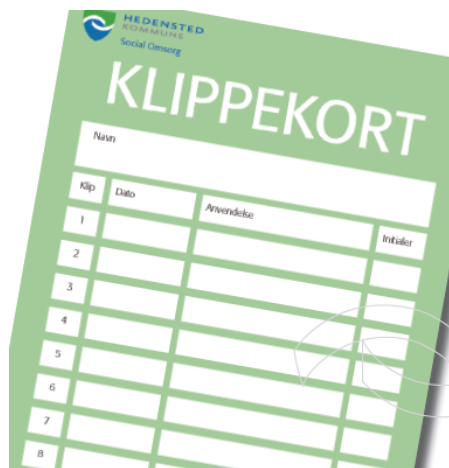 HEDENSTED
KOMMUNE
Social Omsorg
KLIPPEKORT
Navn
Klip Dato Anvendelse Initialer
1
2
3
4
5
6
7
8